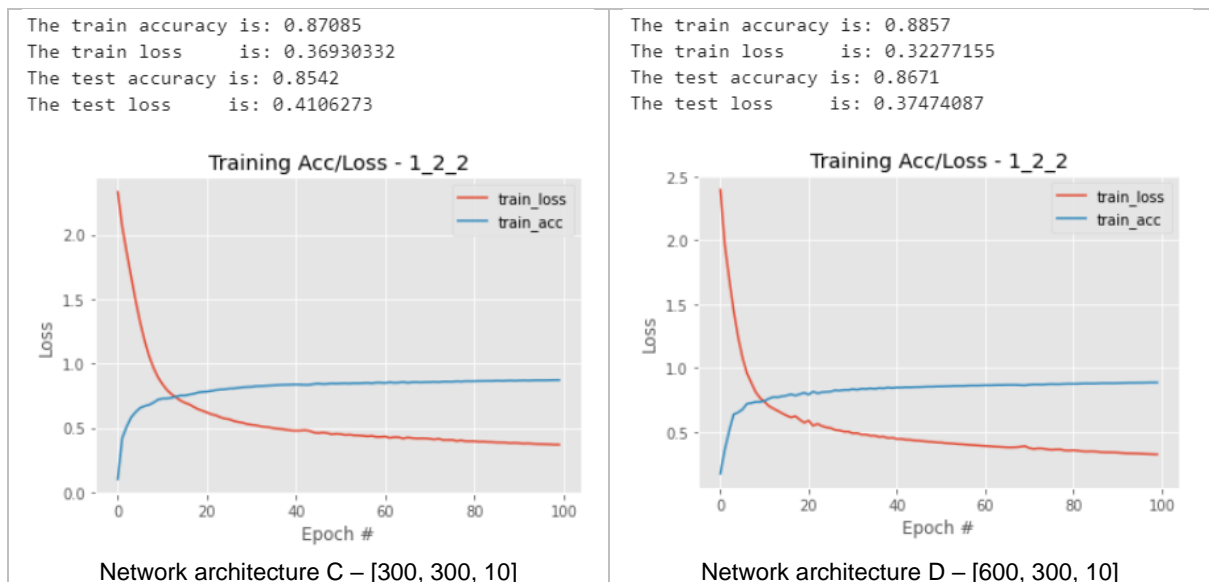 The train accuracy is: 0.87085
The train loss is: 0.36930332
The test accuracy is: 0.8542
The test loss is: 0.4106273
Training Acc/Loss - 1_2_2
train_loss
train_acc
2.0
1.5
1.0
0.5
0.0
Loss
0 20 40 60 80 100
Epoch #
Network architecture C – [300, 300, 10]
The train accuracy is: 0.8857
The train loss is: 0.32277155
The test accuracy is: 0.8671
The test loss is: 0.37474087
Training Acc/Loss - 1_2_2
train_loss
train_acc
2.5
2.0
1.5
1.0
0.5
Loss
0 20 40 60 80 100
Epoch #
Network architecture D – [600, 300, 10]